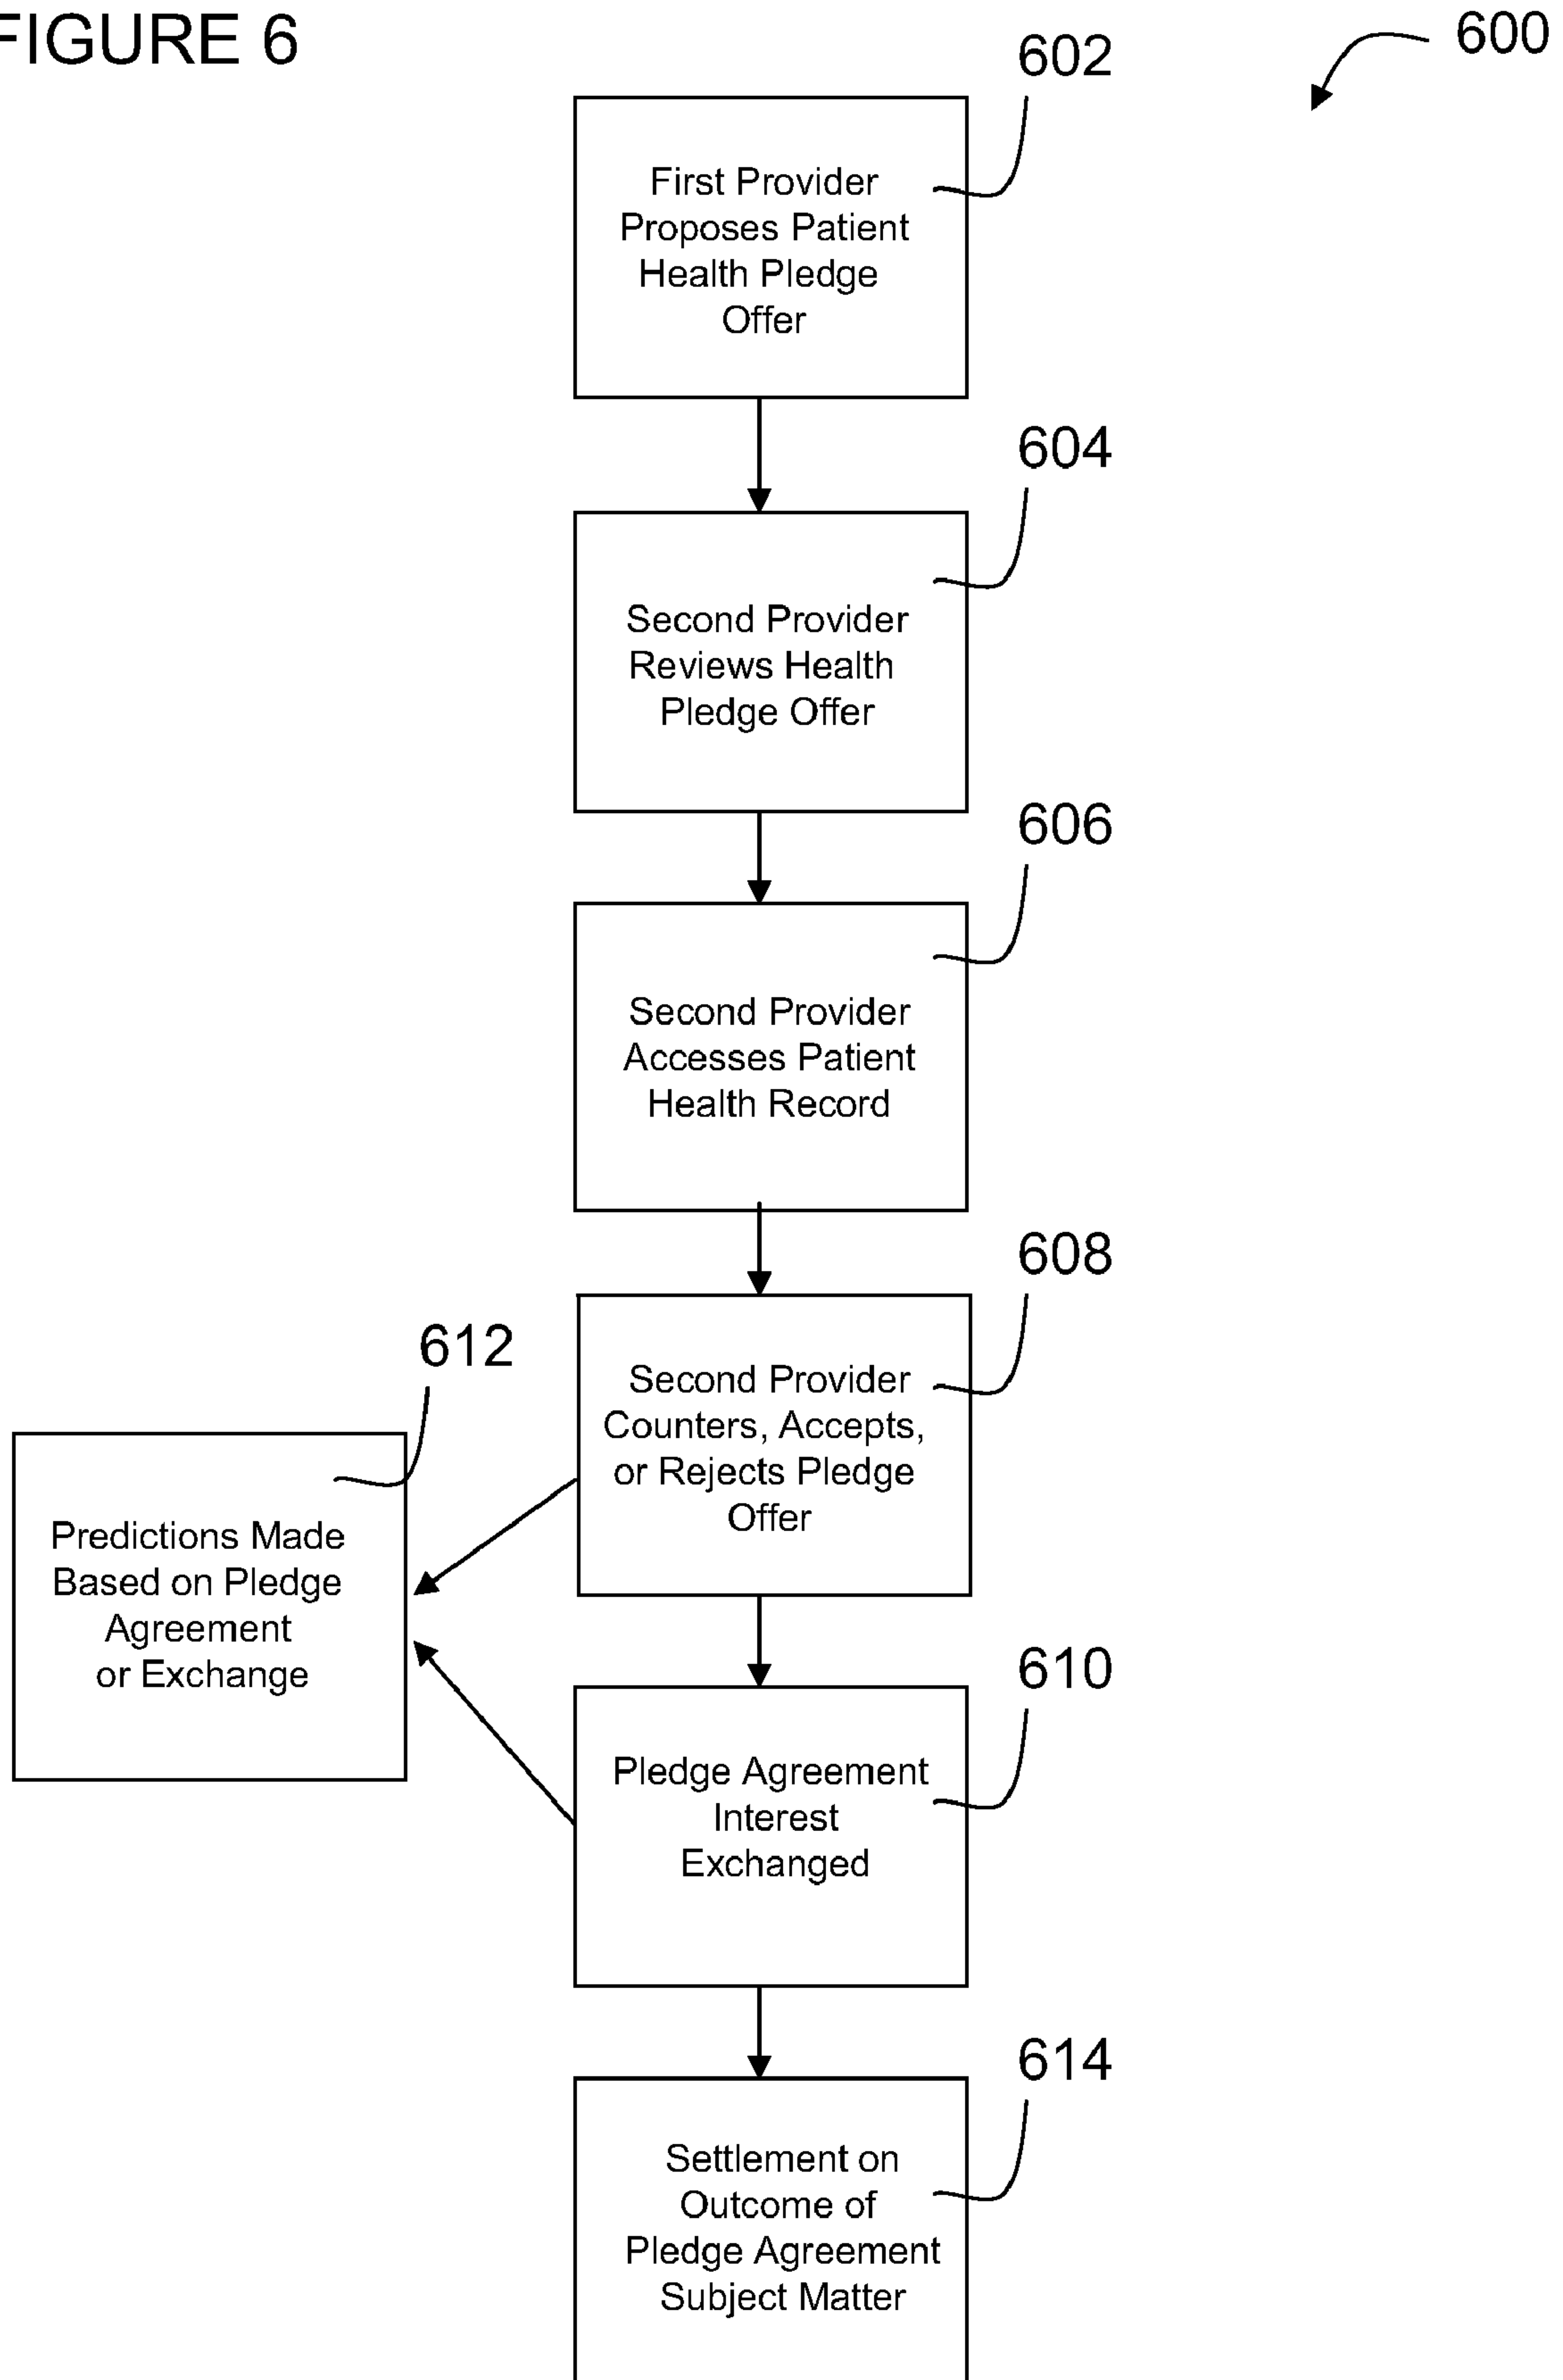 FIGURE 6
600
602
First Provider
Proposes Patient
Health Pledge
Offer
604
Second Provider
Reviews Health
Pledge Offer
606
Second Provider
Accesses Patient
Health Record
608
Second Provider
Counters, Accepts,
or Rejects Pledge
Offer
612
Predictions Made
Based on Pledge
Agreement
or Exchange
610
Pledge Agreement
Interest
Exchanged
614
Settlement on
Outcome of
Pledge Agreement
Subject Matter